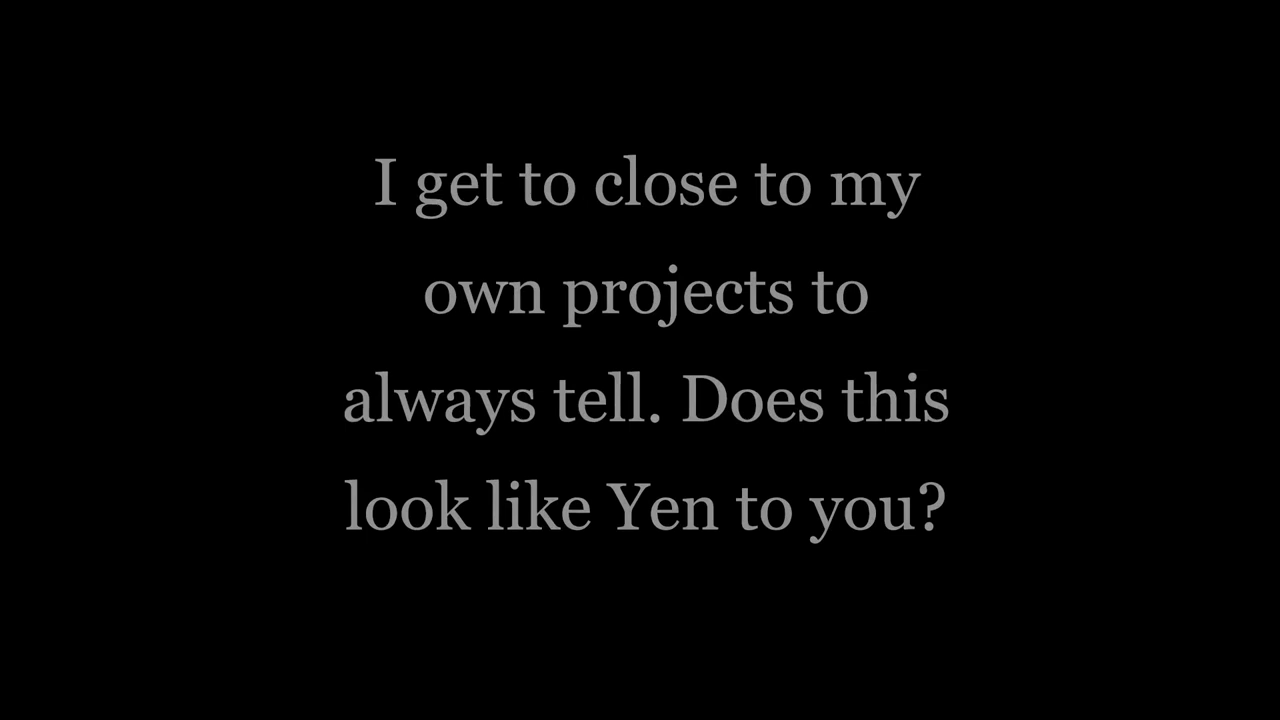 I get to close to my
own projects to
always tell. Does this
look like Yen to you?